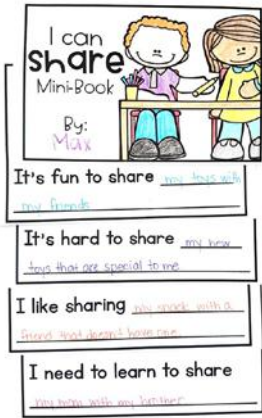 I can
share
Mini-Book
By:
Max
It's fun to share my toys with
my friends
It's hard to share my new
toys that are special to me
I like sharing my snack with a
friend that doesn't have one.
I need to learn to share
my mom with my brother.